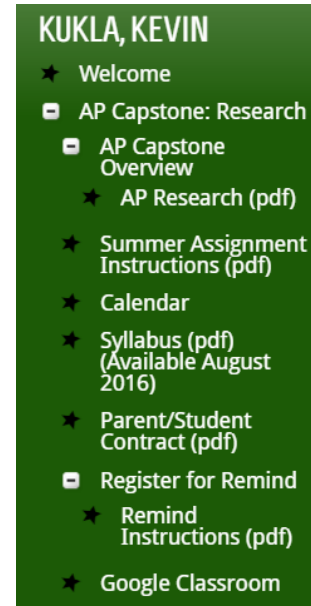 KUKLA, KEVIN
Welcome
AP Capstone: Research
AP Capstone
Overview
AP Research (pdf)
Summer Assignment
Instructions (pdf)
Calendar
Syllabus (pdf)
(Available August
2016)
Parent/Student
Contract (pdf)
Register for Remind
Remind
Instructions (pdf)
Google Classroom